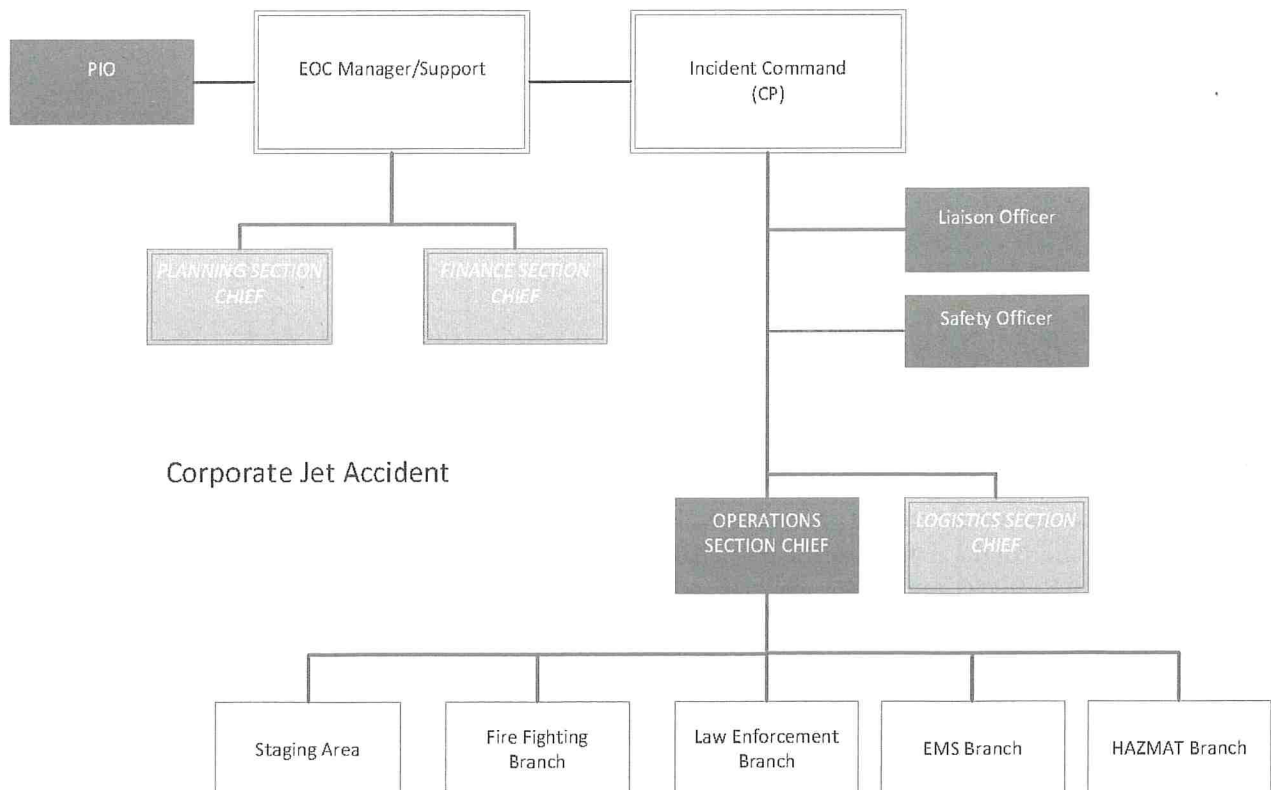 PIO
EOC Manager/Support
Incident Command
(CP)
Liaison Officer
PLANNING SECTION
CHIEF
FINANCE SECTION
CHIEF
Safety Officer
Corporate Jet Accident
OPERATIONS
SECTION CHIEF
LOGISTICS SECTION
CHIEF
Staging Area
Fire Fighting
Branch
Law Enforcement
Branch
EMS Branch
HAZMAT Branch